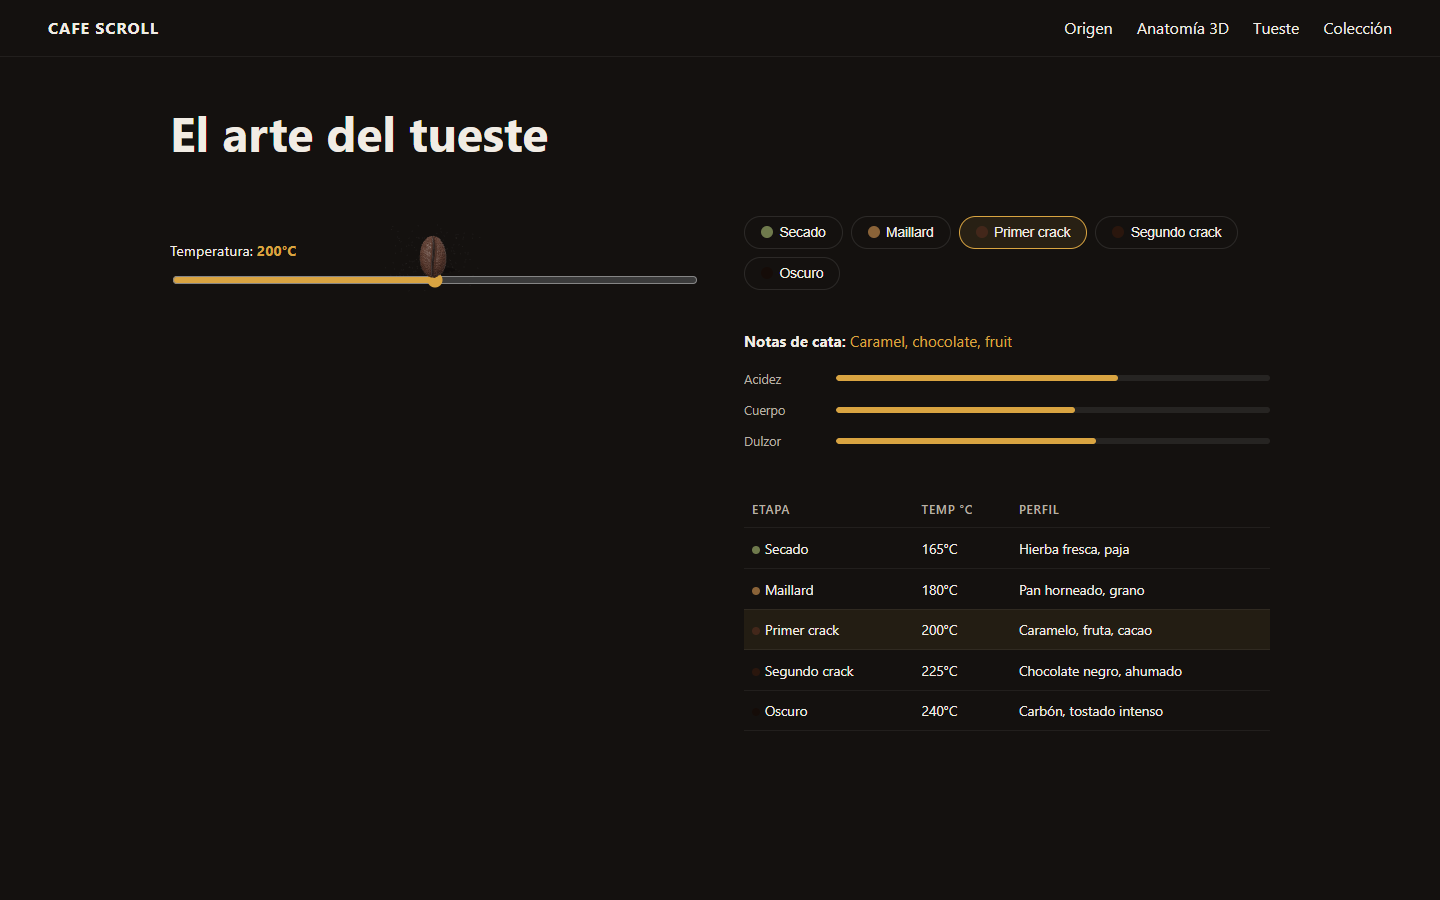 CAFE SCROLL
Origen Anatomía 3D Tueste Colección
El arte del tueste
Temperatura: 200°C
Secado Maillard Primer crack Segundo crack
Oscuro
Notas de cata: Caramel, chocolate, fruit
Acidez
Cuerpo
Dulzor
ETAPA TEMP °C PERFIL
Secado 165°C Hierba fresca, paja
Maillard 180°C Pan horneado, grano
Primer crack 200°C Caramelo, fruta, cacao
Segundo crack 225°C Chocolate negro, ahumado
Oscuro 240°C Carbón, tostado intenso